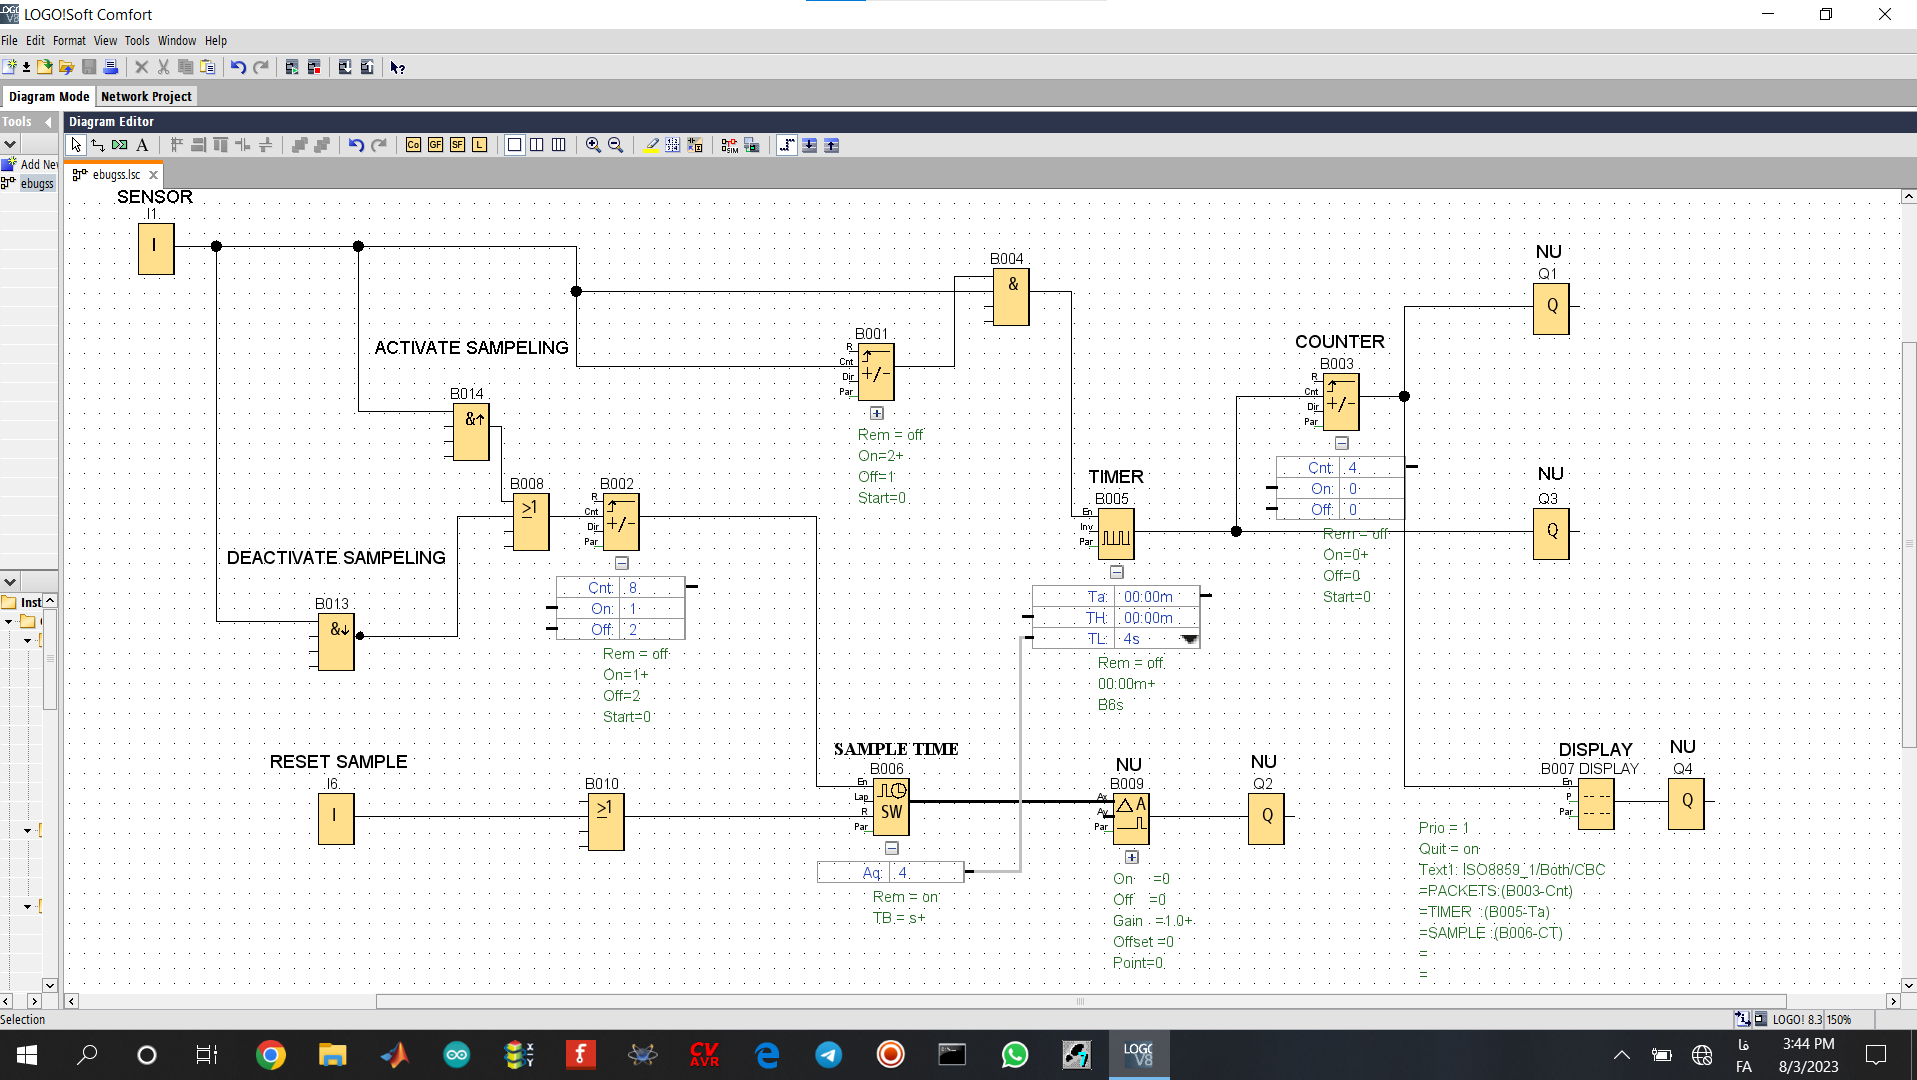 LOGO!Soft Comfort
File Edit Format View Tools Window Help
Diagram Mode Network Project
Tools
Diagram Editor
Co GF SF L
Add Ne
ebugss
ebugss.lsc
SENSOR
I1
I
B004
&
NU
Q1
Q
ACTIVATE SAMPELING
B001
R
Cnt
Dir
Par
+/-
Rem = off
On=2+
Off=1
Start=0
COUNTER
B003
R
Cnt
Dir
Par
+/-
Cnt: 4
On: 0
Off: 0
Rem = off
On=0+
Off=0
Start=0
B014
&↑
B008
≥1
B002
R
Cnt
Dir
Par
+/-
Cnt: 8
On: 1
Off: 2
Rem = off
On=1+
Off=2
Start=0
TIMER
B005
En
Inv
Par
Ta: 00:00m
TH: 00:00m
TL: 4s
Rem = off
00:00m+
B6s
NU
Q3
Q
DEACTIVATE SAMPELING
B013
&↓
Inst
RESET SAMPLE
I6
I
B010
≥1
SAMPLE TIME
B006
En
Lap
R
Par
SW
Aq: 4
Rem = on
TB = s+
NU
B009
Ax
Ay
Par
A
On =0
Off =0
Gain =1.0+
Offset =0
Point=0
NU
Q2
Q
DISPLAY
B007 DISPLAY
En
P
Par
NU
Q4
Q
Prio = 1
Quit = on
Text1: ISO8859_1/Both/CBC
=PACKETS:(B003-Cnt)
=TIMER :(B005-Ta)
=SAMPLE :(B006-CT)
=
=
Selection
LOGO! 8.3 150%
CV
AVR
LOGO
V8
فا
FA
3:44 PM
8/3/2023